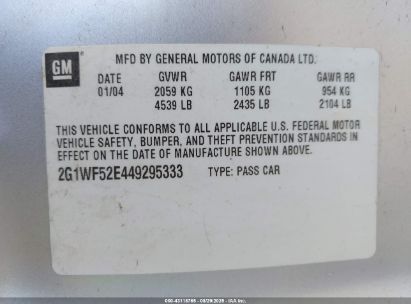 GM
MFD BY GENERAL MOTORS OF CANADA LTD.
DATE GVWR GAWR FRT GAWR RR
01/04 2059 KG 1105 KG 954 KG
4539 LB 2435 LB 2104 LB
THIS VEHICLE CONFORMS TO ALL APPLICABLE U.S. FEDERAL MOTOR
VEHICLE SAFETY, BUMPER, AND THEFT PREVENTION STANDARDS IN
EFFECT ON THE DATE OF MANUFACTURE SHOWN ABOVE.
2G1WF52E449295333 TYPE: PASS CAR